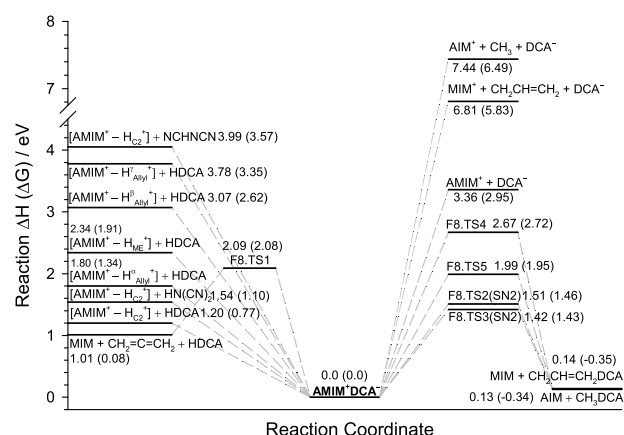 8
7
4
3
2
1
0
Reaction ΔH (ΔG) / eV
Reaction Coordinate
[AMIM⁺ − H_C2⁺] + NCHNCN 3.99 (3.57)
[AMIM⁺ − H^γ_Allyl⁺] + HDCA 3.78 (3.35)
[AMIM⁺ − H^β_Allyl⁺] + HDCA 3.07 (2.62)
2.34 (1.91)
[AMIM⁺ − H_ME⁺] + HDCA
1.80 (1.34)
[AMIM⁺ − H^α_Allyl⁺] + HDCA
[AMIM⁺ − H_C2⁺] + HN(CN)₂ 1.54 (1.10)
[AMIM⁺ − H_C2⁺] + HDCA 1.20 (0.77)
MIM + CH₂=C=CH₂ + HDCA
1.01 (0.08)
2.09 (2.08)
F8.TS1
0.0 (0.0)
AMIM⁺DCA⁻
AIM⁺ + CH₃ + DCA⁻
7.44 (6.49)
MIM⁺ + CH₂CH=CH₂ + DCA⁻
6.81 (5.83)
AMIM⁺ + DCA⁻
3.36 (2.95)
F8.TS4 2.67 (2.72)
F8.TS5 1.99 (1.95)
F8.TS2(SN2) 1.51 (1.46)
F8.TS3(SN2) 1.42 (1.43)
0.14 (-0.35)
MIM + CH₂CH=CH₂DCA
0.13 (-0.34) AIM + CH₃DCA